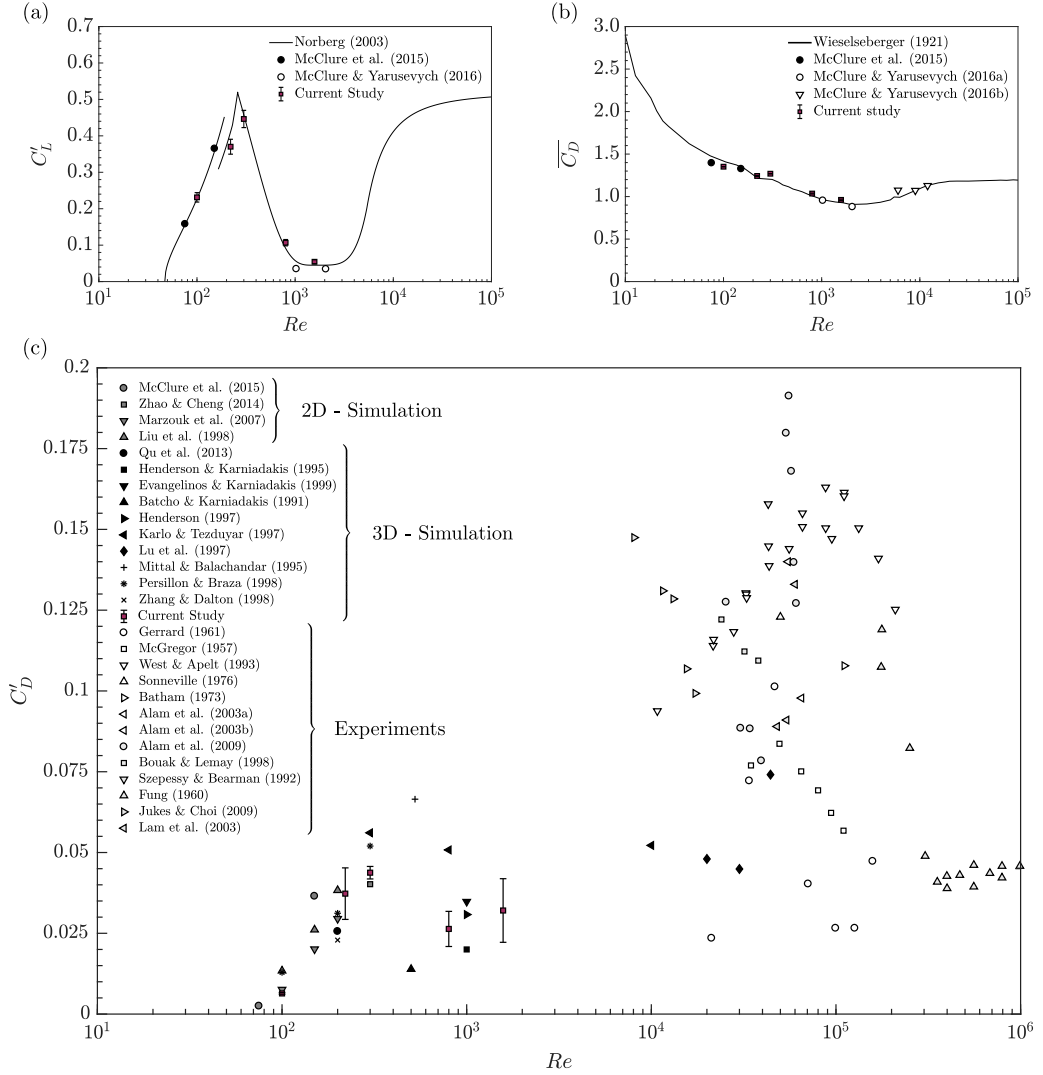 (a)
0.7
0.6
0.5
0.4
0.3
0.2
0.1
0
C′L
Norberg (2003)
McClure et al. (2015)
McClure & Yarusevych (2016)
Current Study
10^1
10^2
10^3
10^4
10^5
Re
(b)
3.0
2.5
2.0
1.5
1.0
0.5
0.0
C̅D̅
Wieselseberger (1921)
McClure et al. (2015)
McClure & Yarusevych (2016a)
McClure & Yarusevych (2016b)
Current study
10^1
10^2
10^3
10^4
10^5
Re
(c)
0.2
0.175
0.15
0.125
0.1
0.075
0.05
0.025
0
C′D
McClure et al. (2015)
Zhao & Cheng (2014)
Marzouk et al. (2007)
Liu et al. (1998)
2D - Simulation
Qu et al. (2013)
Henderson & Karniadakis (1995)
Evangelinos & Karniadakis (1999)
Batcho & Karniadakis (1991)
Henderson (1997)
Karlo & Tezduyar (1997)
Lu et al. (1997)
Mittal & Balachandar (1995)
Persillon & Braza (1998)
Zhang & Dalton (1998)
Current Study
3D - Simulation
Gerrard (1961)
McGregor (1957)
West & Apelt (1993)
Sonneville (1976)
Batham (1973)
Alam et al. (2003a)
Alam et al. (2003b)
Alam et al. (2009)
Bouak & Lemay (1998)
Szepessy & Bearman (1992)
Fung (1960)
Jukes & Choi (2009)
Lam et al. (2003)
Experiments
10^1
10^2
10^3
10^4
10^5
10^6
Re